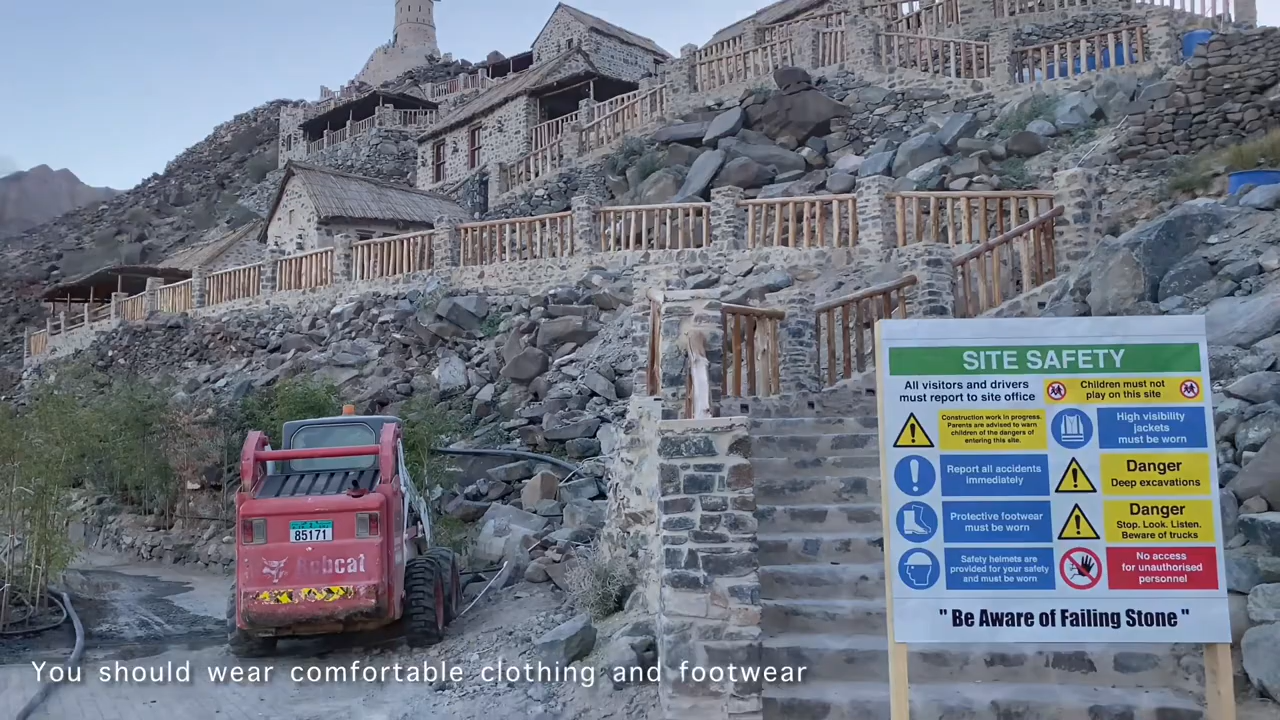 SITE SAFETY
All visitors and drivers
must report to site office
Children must not
play on this site
Construction work in progress.
Parents are advised to warn
children of the dangers of
entering this site.
High visibility
jackets
must be worn
Report all accidents
immediately
Danger
Deep excavations
Protective footwear
must be worn
Danger
Stop. Look. Listen.
Beware of trucks
Safety helmets are
provided for your safety
and must be worn
No access
for unauthorised
personnel
" Be Aware of Failing Stone "
85171
Bobcat
You should wear comfortable clothing and footwear